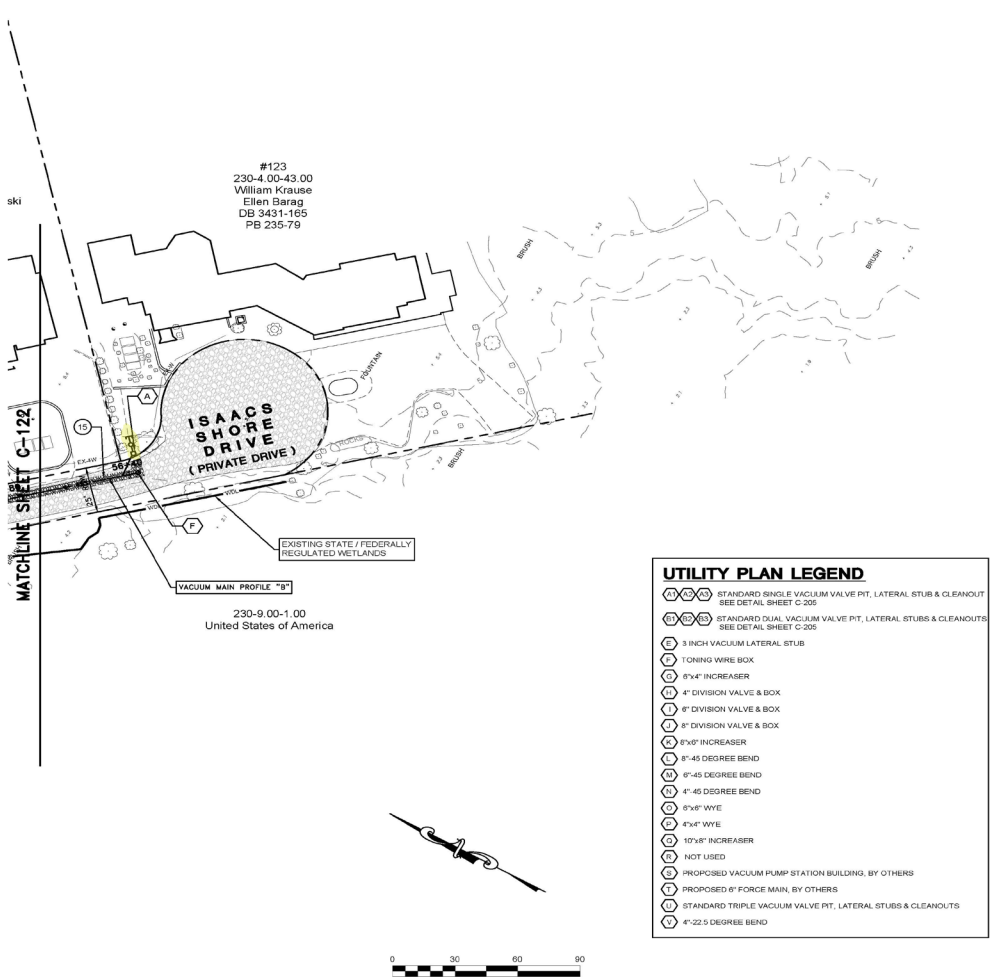 ski
#123
230-4.00-43.00
William Krause
Ellen Barag
DB 3431-165
PB 235-79
BRUSH
BRUSH
FOUNTAIN
A
15
ISAACS
SHORE
DRIVE
( PRIVATE DRIVE )
ROCKS
BRUSH
MATCHLINE SHEET C-122
EX-4W
25'
WDL
WDL
F
EXISTING STATE / FEDERALLY
REGULATED WETLANDS
VACUUM MAIN PROFILE "B"
230-9.00-1.00
United States of America
UTILITY PLAN LEGEND
A1 A2 A3 STANDARD SINGLE VACUUM VALVE PIT, LATERAL STUB & CLEANOUT
SEE DETAIL SHEET C-205
B1 B2 B3 STANDARD DUAL VACUUM VALVE PIT, LATERAL STUBS & CLEANOUTS
SEE DETAIL SHEET C-205
E 3 INCH VACUUM LATERAL STUB
F TONING WIRE BOX
G 6"x4" INCREASER
H 4" DIVISION VALVE & BOX
I 6" DIVISION VALVE & BOX
J 8" DIVISION VALVE & BOX
K 8"x6" INCREASER
L 8"-45 DEGREE BEND
M 6"-45 DEGREE BEND
N 4"-45 DEGREE BEND
O 6"x6" WYE
P 4"x4" WYE
Q 10"x8" INCREASER
R NOT USED
S PROPOSED VACUUM PUMP STATION BUILDING, BY OTHERS
T PROPOSED 6" FORCE MAIN, BY OTHERS
U STANDARD TRIPLE VACUUM VALVE PIT, LATERAL STUBS & CLEANOUTS
V 4"-22.5 DEGREE BEND
0 30 60 90